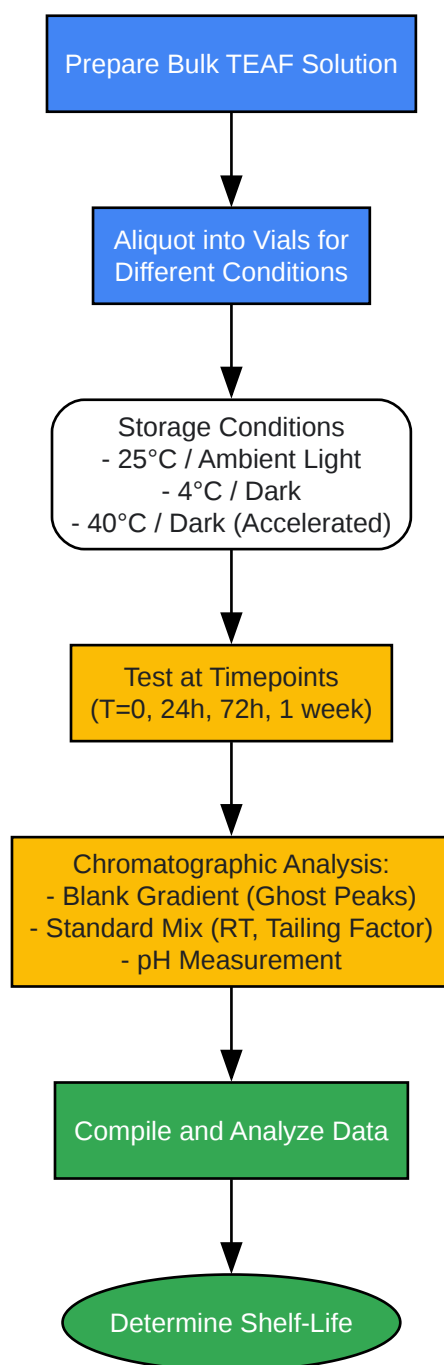 Prepare Bulk TEAF Solution
Aliquot into Vials for
Different Conditions
Storage Conditions
- 25°C / Ambient Light
- 4°C / Dark
- 40°C / Dark (Accelerated)
Test at Timepoints
(T=0, 24h, 72h, 1 week)
Chromatographic Analysis:
- Blank Gradient (Ghost Peaks)
- Standard Mix (RT, Tailing Factor)
- pH Measurement
Compile and Analyze Data
Determine Shelf-Life